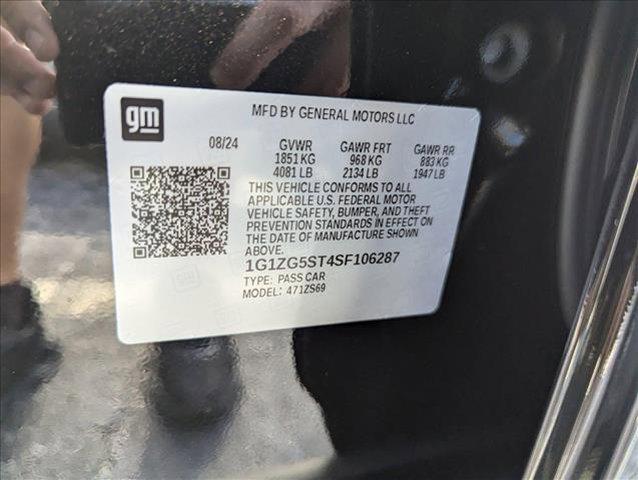 gm
MFD BY GENERAL MOTORS LLC
08/24 GVWR GAWR FRT GAWR RR
1851 KG 968 KG 883 KG
4081 LB 2134 LB 1947 LB
THIS VEHICLE CONFORMS TO ALL
APPLICABLE U.S. FEDERAL MOTOR
VEHICLE SAFETY, BUMPER, AND THEFT
PREVENTION STANDARDS IN EFFECT ON
THE DATE OF MANUFACTURE SHOWN
ABOVE.
1G1ZG5ST4SF106287
TYPE: PASS CAR
MODEL: 471ZS69